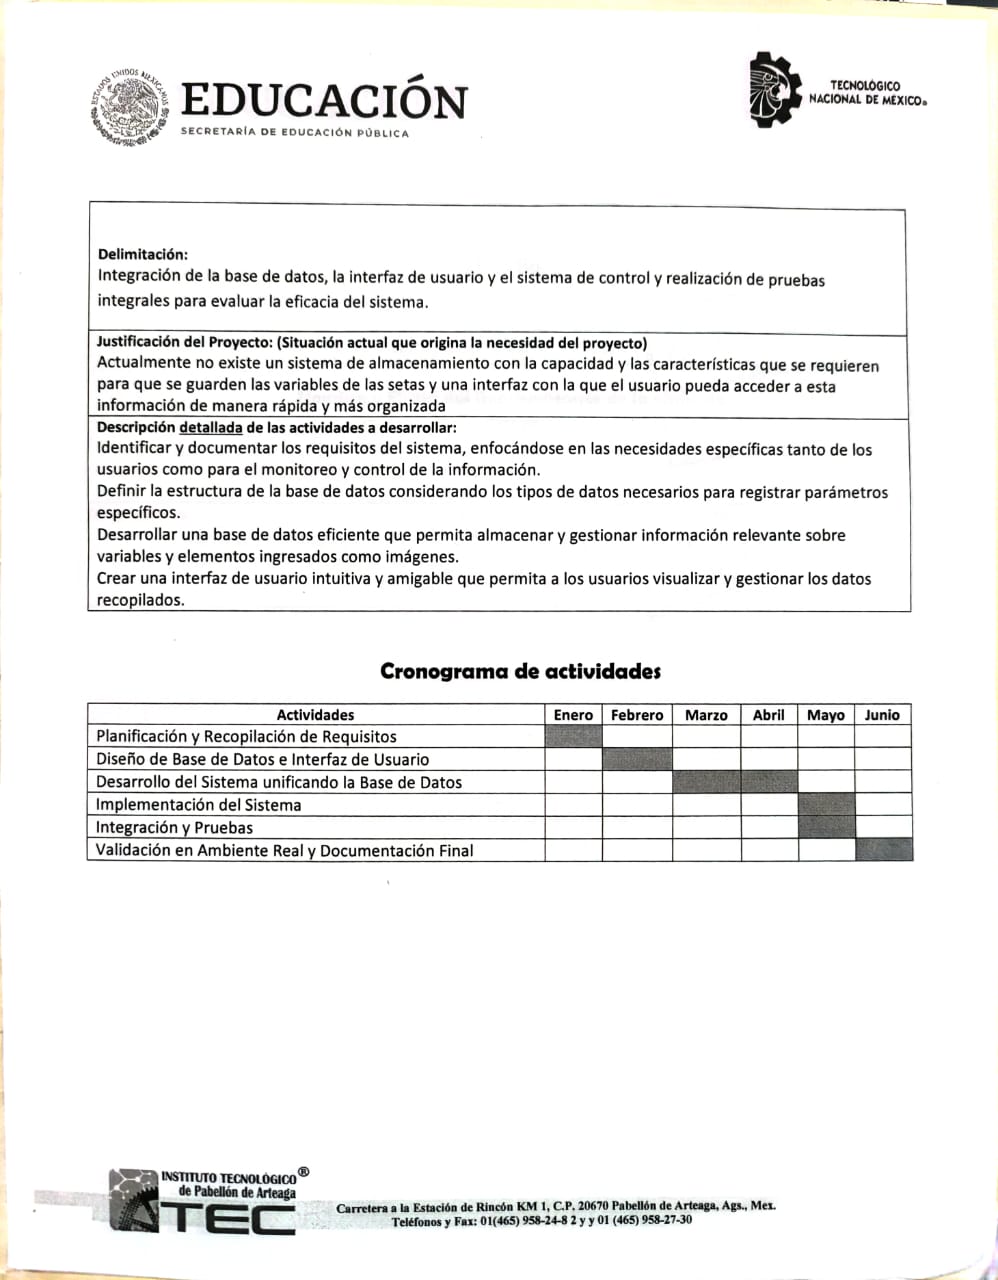 ESTADOS UNIDOS MEXICANOS
EDUCACIÓN
SECRETARÍA DE EDUCACIÓN PÚBLICA
TECNOLÓGICO
NACIONAL DE MÉXICO®
Delimitación:
Integración de la base de datos, la interfaz de usuario y el sistema de control y realización de pruebas
integrales para evaluar la eficacia del sistema.
Justificación del Proyecto: (Situación actual que origina la necesidad del proyecto)
Actualmente no existe un sistema de almacenamiento con la capacidad y las características que se requieren
para que se guarden las variables de las setas y una interfaz con la que el usuario pueda acceder a esta
información de manera rápida y más organizada
Descripción detallada de las actividades a desarrollar:
Identificar y documentar los requisitos del sistema, enfocándose en las necesidades específicas tanto de los
usuarios como para el monitoreo y control de la información.
Definir la estructura de la base de datos considerando los tipos de datos necesarios para registrar parámetros
específicos.
Desarrollar una base de datos eficiente que permita almacenar y gestionar información relevante sobre
variables y elementos ingresados como imágenes.
Crear una interfaz de usuario intuitiva y amigable que permita a los usuarios visualizar y gestionar los datos
recopilados.
Cronograma de actividades
Actividades Enero Febrero Marzo Abril Mayo Junio
Planificación y Recopilación de Requisitos
Diseño de Base de Datos e Interfaz de Usuario
Desarrollo del Sistema unificando la Base de Datos
Implementación del Sistema
Integración y Pruebas
Validación en Ambiente Real y Documentación Final
INSTITUTO TECNOLÓGICO®
de Pabellón de Arteaga
TEC
Carretera a la Estación de Rincón KM 1, C.P. 20670 Pabellón de Arteaga, Ags., Mex.
Teléfonos y Fax: 01(465) 958-24-8 2 y y 01 (465) 958-27-30